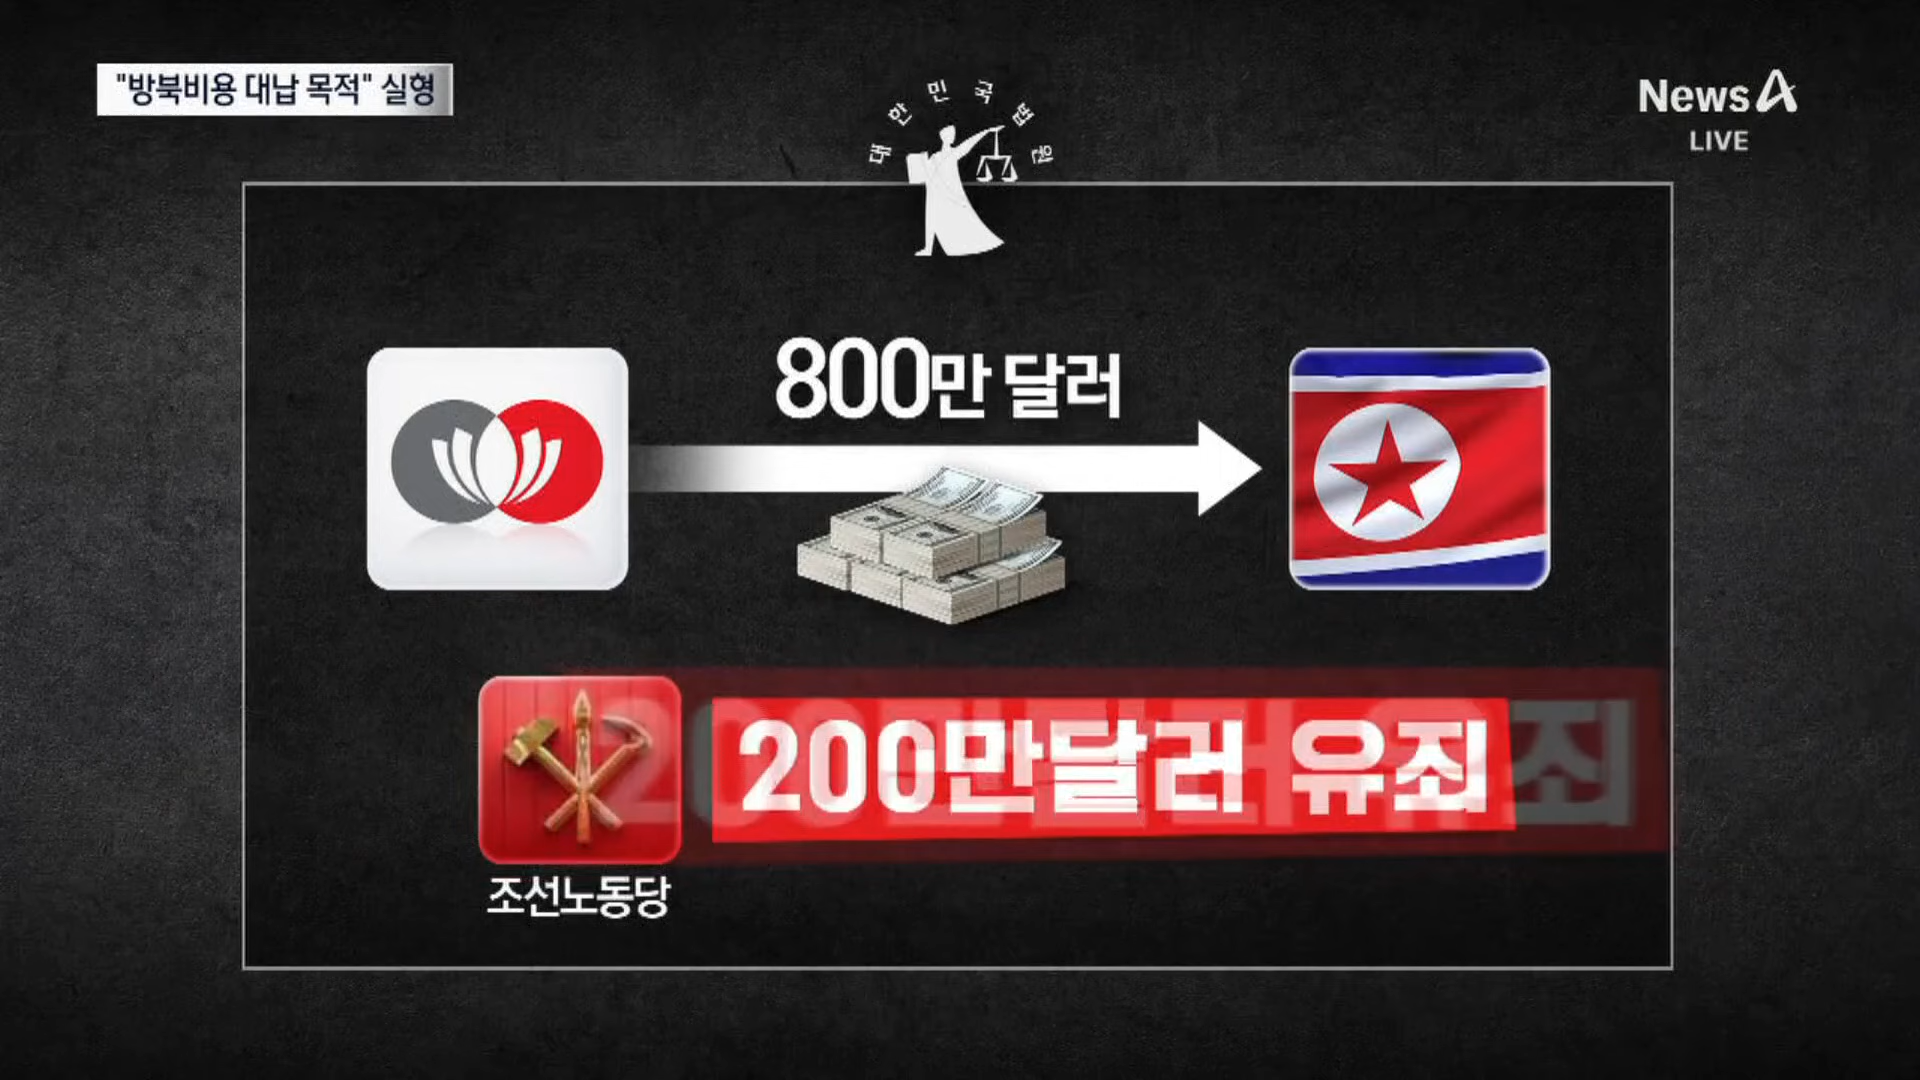 "방북비용 대납 목적" 실형
대한민국법원
News A
LIVE
800만 달러
200만달러 유죄
조선노동당